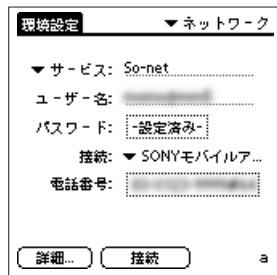 環境設定 ▼ ネットワーク
▼ サービス: So-net
ユーザー名:
パスワード: -設定済み-
接続: ▼ SONYモバイルア...
電話番号:
詳細... 接続 a